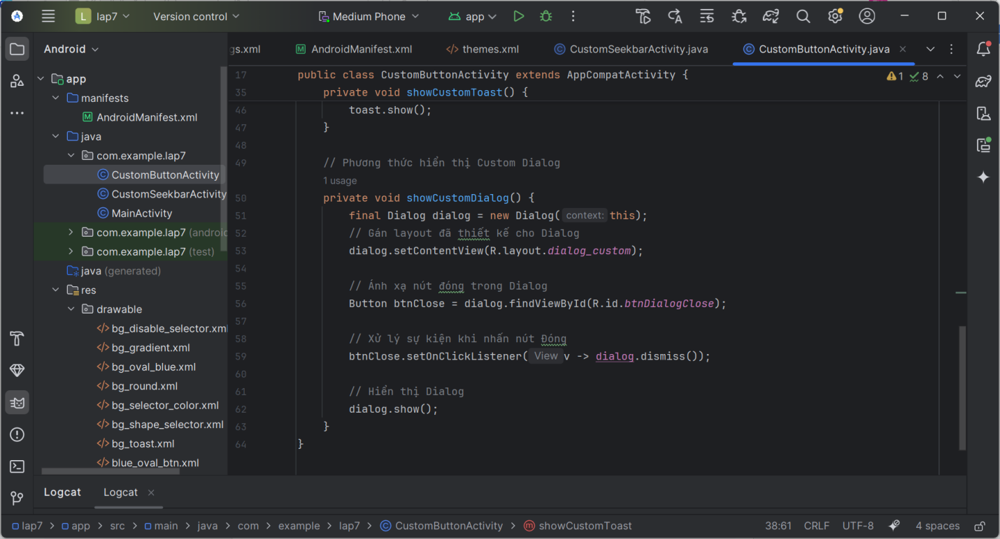 L lap7 Version control Medium Phone app
Android
gs.xml AndroidManifest.xml themes.xml CustomSeekbarActivity.java CustomButtonActivity.java
app
manifests
M AndroidManifest.xml
java
com.example.lap7
C CustomButtonActivity
C CustomSeekbarActivity
C MainActivity
com.example.lap7 (androic
com.example.lap7 (test)
java (generated)
res
drawable
</> bg_disable_selector.xml
</> bg_gradient.xml
</> bg_oval_blue.xml
</> bg_round.xml
</> bg_selector_color.xml
</> bg_shape_selector.xml
</> bg_toast.xml
</> blue_oval_btn.xml
17 public class CustomButtonActivity extends AppCompatActivity {
1 8
35 private void showCustomToast() {
46 toast.show();
47 }
48
49 // Phương thức hiển thị Custom Dialog
1 usage
50 private void showCustomDialog() {
51 final Dialog dialog = new Dialog( context: this);
52 // Gán layout đã thiết kế cho Dialog
53 dialog.setContentView(R.layout.dialog_custom);
54
55 // Ánh xạ nút đóng trong Dialog
56 Button btnClose = dialog.findViewById(R.id.btnDialogClose);
57
58 // Xử lý sự kiện khi nhấn nút Đóng
59 btnClose.setOnClickListener( View v -> dialog.dismiss());
60
61 // Hiển thị Dialog
62 dialog.show();
63 }
64 }
Logcat Logcat
lap7 > app > src > main > java > com > example > lap7 > C CustomButtonActivity > m showCustomToast 38:61 CRLF UTF-8 4 spaces